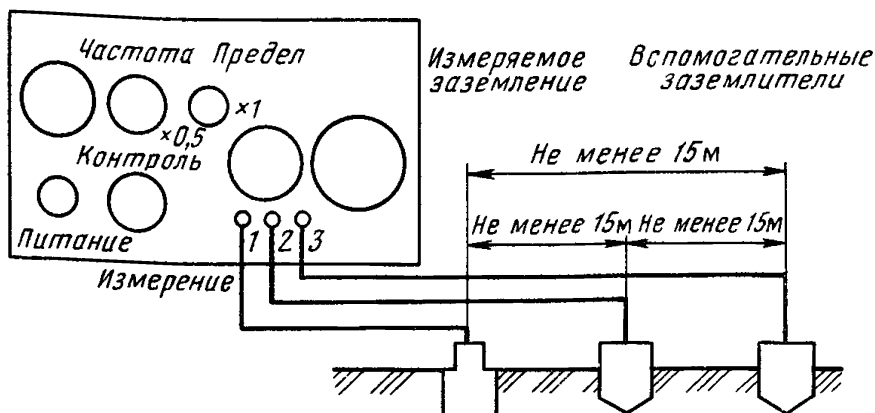 Частота Предел
×0,5
×1
Контроль
Питание
Измерение
1 2 3
Измеряемое
заземление
Вспомогательные
заземлители
Не менее 15м
Не менее 15м
Не менее 15м